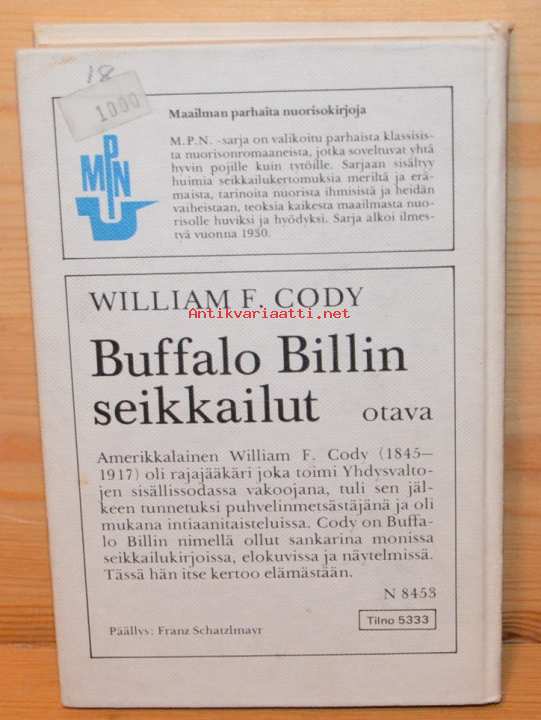 18
1000
Maailman parhaita nuorisokirjoja
MPN
M.P.N. -sarja on valikoitu parhaista klassisis-
ta nuorisonromaaneista, jotka soveltuvat yhtä
hyvin pojille kuin tytöille. Sarjaan sisältyy
huimia seikkailukertomuksia meriltä ja erä-
maista, tarinoita nuorista ihmisistä ja heidän
vaiheistaan, teoksia kaikesta maailmasta nuo-
risolle huviksi ja hyödyksi. Sarja alkoi ilmes-
tyä vuonna 1930.
WILLIAM F. CODY
Antikvariaatti.net
Buffalo Billin
seikkailut otava
Amerikkalainen William F. Cody (1845–
1917) oli rajajääkäri joka toimi Yhdysvalto-
jen sisällissodassa vakoojana, tuli sen jäl-
keen tunnetuksi puhvelinmetsästäjänä ja oli
mukana intiaanitaisteluissa. Cody on Buffa-
lo Billin nimellä ollut sankarina monissa
seikkailukirjoissa, elokuvissa ja näytelmissä.
Tässä hän itse kertoo elämästään.
N 8453
Päällys: Franz Schatzlmayr
Tilno 5333